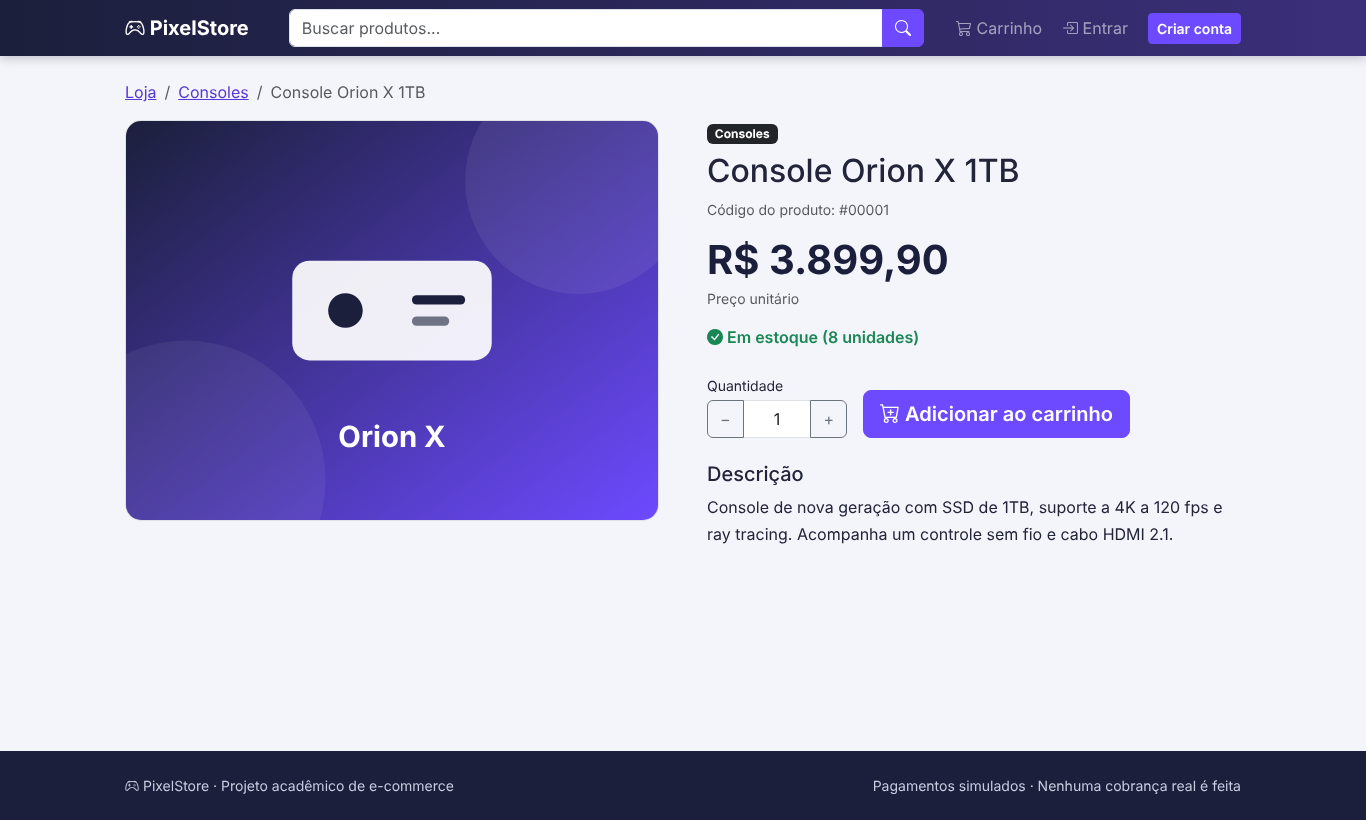 PixelStore
Buscar produtos...
Carrinho
Entrar
Criar conta
Loja / Consoles / Console Orion X 1TB
Orion X
Consoles
Console Orion X 1TB
Código do produto: #00001
R$ 3.899,90
Preço unitário
Em estoque (8 unidades)
Quantidade
− 1 +
Adicionar ao carrinho
Descrição
Console de nova geração com SSD de 1TB, suporte a 4K a 120 fps e
ray tracing. Acompanha um controle sem fio e cabo HDMI 2.1.
PixelStore · Projeto acadêmico de e-commerce
Pagamentos simulados · Nenhuma cobrança real é feita